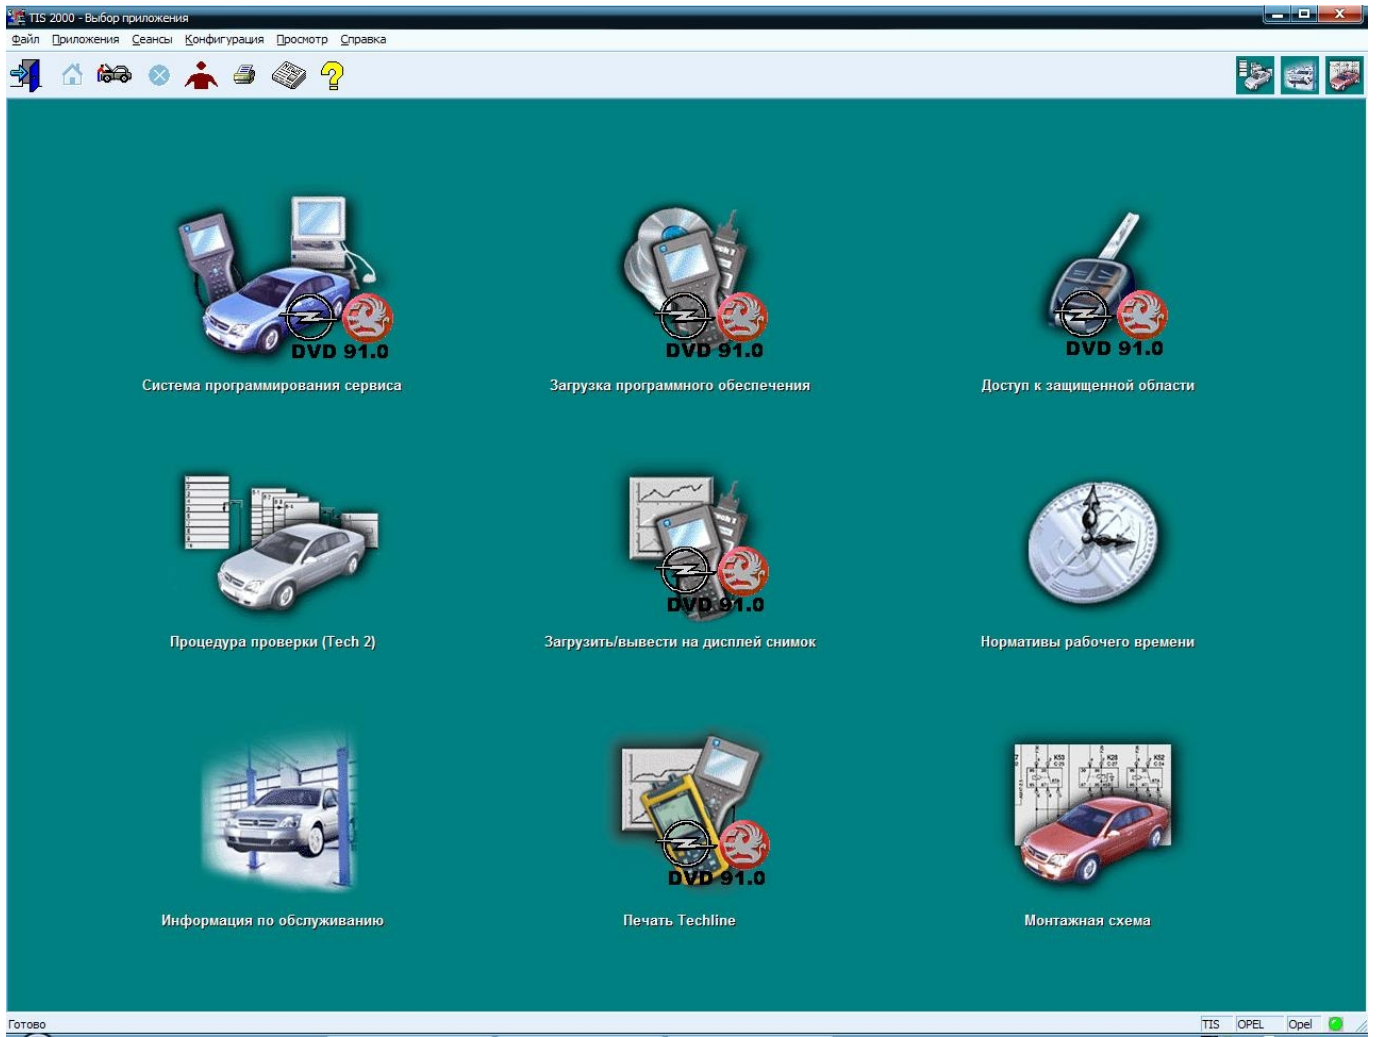 TIS 2000 - Выбор приложения
Файл Приложения Сеансы Конфигурация Просмотр Справка
DVD 91.0
DVD 91.0
DVD 91.0
Система программирования сервиса
Загрузка программного обеспечения
Доступ к защищенной области
DVD 91.0
Процедура проверки (Tech 2)
Загрузить/вывести на дисплей снимок
Нормативы рабочего времени
K53 K28 K52
DVD 91.0
Информация по обслуживанию
Печать Techline
Монтажная схема
Готово
TIS OPEL Opel